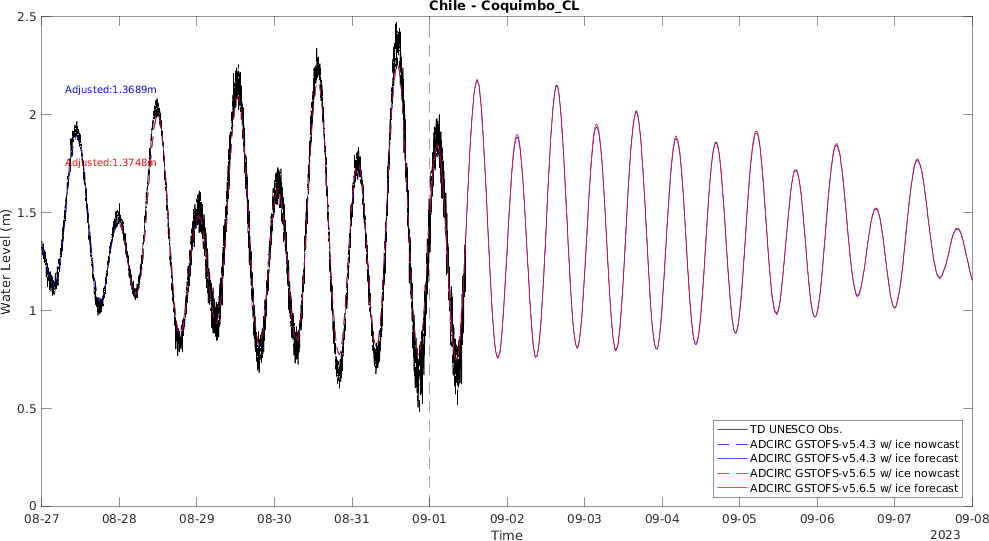 Chile - Coquimbo_CL
2.5
2
1.5
1
0.5
0
Water Level (m)
Adjusted:1.3689m
Adjusted:1.3748m
TD UNESCO Obs.
ADCIRC GSTOFS-v5.4.3 w/ ice nowcast
ADCIRC GSTOFS-v5.4.3 w/ ice forecast
ADCIRC GSTOFS-v5.6.5 w/ ice nowcast
ADCIRC GSTOFS-v5.6.5 w/ ice forecast
08-27 08-28 08-29 08-30 08-31 09-01 09-02 09-03 09-04 09-05 09-06 09-07 09-08
Time
2023